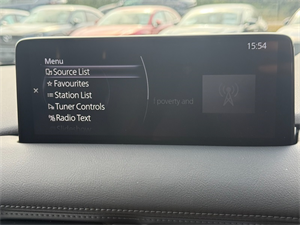 15:54
Menu
Source List
Favourites
Station List
Tuner Controls
Radio Text
poverty and